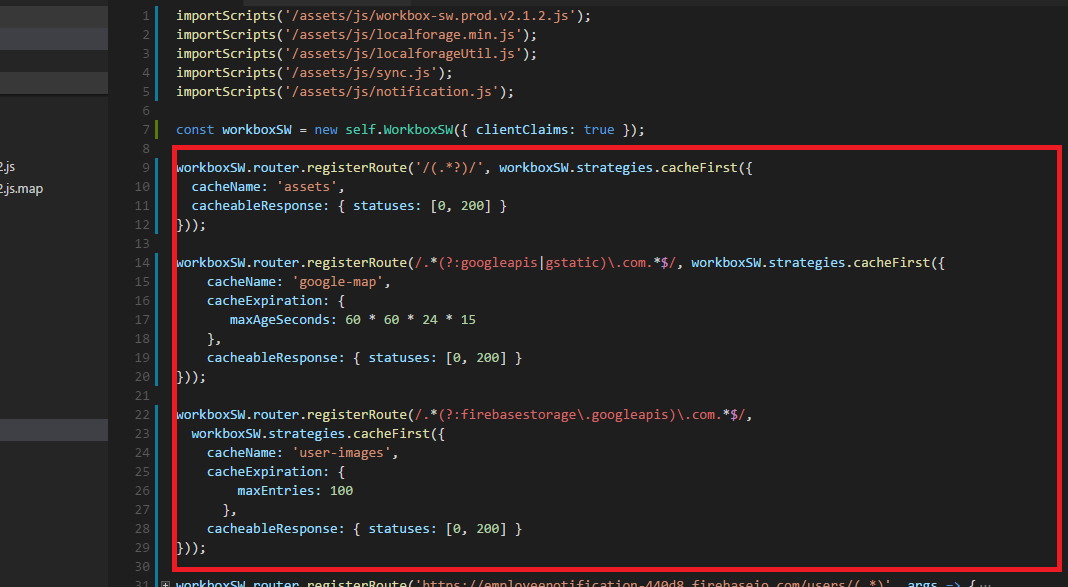 1 importScripts('/assets/js/workbox-sw.prod.v2.1.2.js');
2 importScripts('/assets/js/localforage.min.js');
3 importScripts('/assets/js/localforageUtil.js');
4 importScripts('/assets/js/sync.js');
5 importScripts('/assets/js/notification.js');
6
7 const workboxSW = new self.WorkboxSW({ clientClaims: true });
8
2.js
9 workboxSW.router.registerRoute('/(.*?)/', workboxSW.strategies.cacheFirst({
2.js.map
10 cacheName: 'assets',
11 cacheableResponse: { statuses: [0, 200] }
12 }));
13
14 workboxSW.router.registerRoute(/.*(?:googleapis|gstatic)\.com.*$/, workboxSW.strategies.cacheFirst({
15 cacheName: 'google-map',
16 cacheExpiration: {
17 maxAgeSeconds: 60 * 60 * 24 * 15
18 },
19 cacheableResponse: { statuses: [0, 200] }
20 }));
21
22 workboxSW.router.registerRoute(/.*(?:firebasestorage\.googleapis)\.com.*$/,
23 workboxSW.strategies.cacheFirst({
24 cacheName: 'user-images',
25 cacheExpiration: {
26 maxEntries: 100
27 },
28 cacheableResponse: { statuses: [0, 200] }
29 }));
30
31 workboxSW.router.registerRoute('https://employeenotification-440d8.firebaseio.com/users/(.*)', args => {…